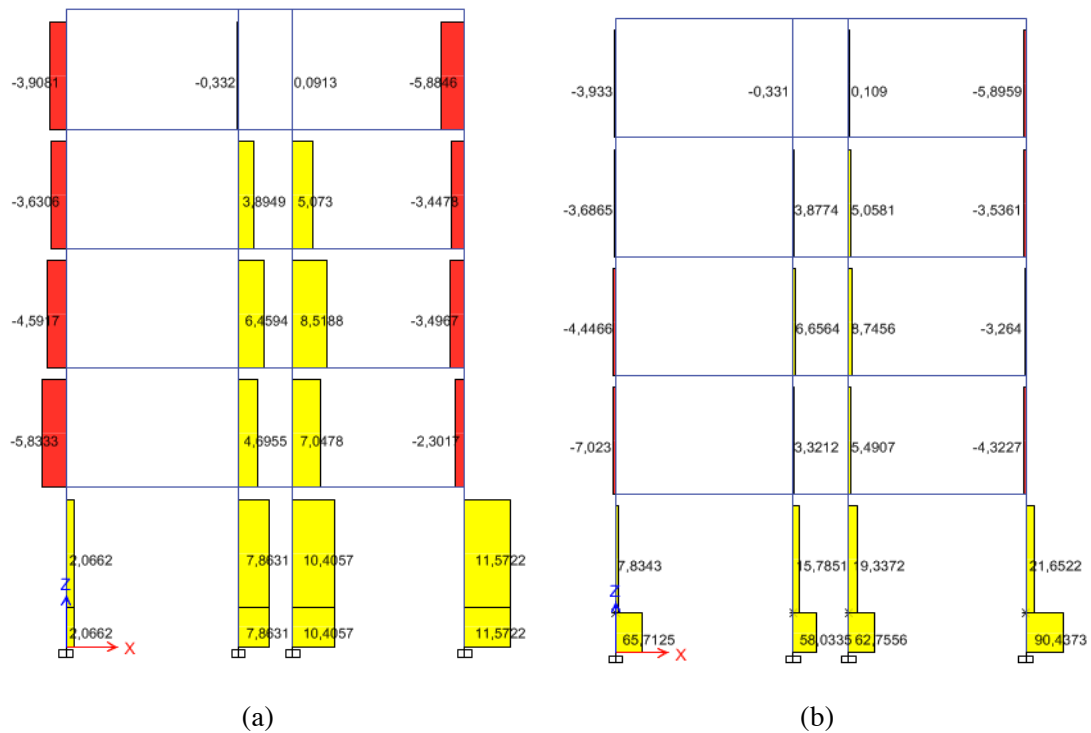 -3,9081 -0,332 0,0913 -5,8846
-3,6306 3,8949 5,073 -3,4478
-4,5917 6,4594 8,5188 -3,4967
-5,8333 4,6955 7,0478 -2,3017
2,0662 7,8631 10,4057 11,5722
Z
2,0662 7,8631 10,4057 11,5722
X
(a)
-3,933 -0,331 0,109 -5,8959
-3,6865 3,8774 5,0581 -3,5361
-4,4466 6,6564 8,7456 -3,264
-7,023 3,3212 5,4907 -4,3227
7,8343 15,7851 19,3372 21,6522
Z
65,7125 58,0335 62,7556 90,4373
X
(b)